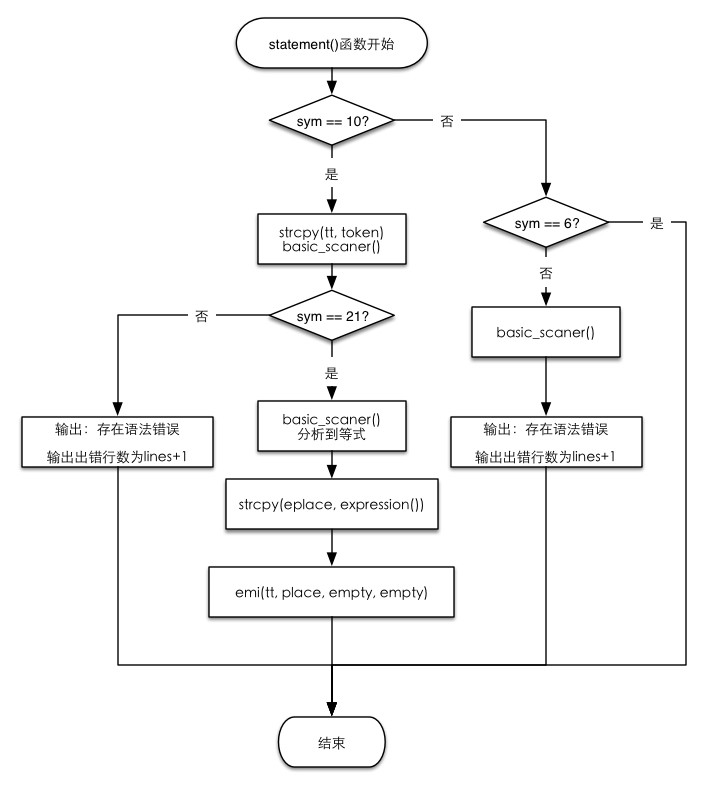 statement()函数开始
sym == 10?
否
是
sym == 6?
是
strcpy(tt, token)
basic_scaner()
否
sym == 21?
否
basic_scaner()
是
basic_scaner()
分析到等式
输出：存在语法错误
输出出错行数为lines+1
输出：存在语法错误
输出出错行数为lines+1
strcpy(eplace, expression())
emi(tt, place, empty, empty)
结束